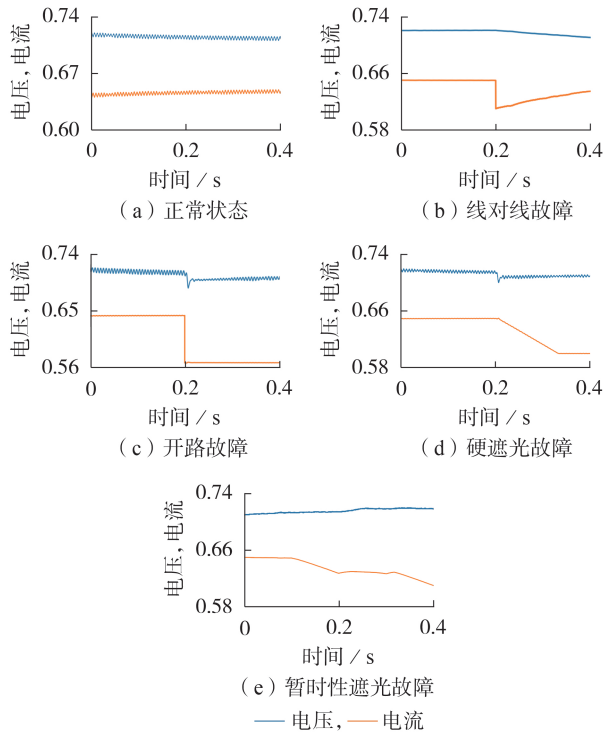 0.74
0.67
0.60
电压, 电流
0 0.2 0.4
时间 / s
（a）正常状态
0.74
0.66
0.58
电压, 电流
0 0.2 0.4
时间 / s
（b）线对线故障
0.74
0.65
0.56
电压, 电流
0 0.2 0.4
时间 / s
（c）开路故障
0.74
0.66
0.58
电压, 电流
0 0.2 0.4
时间 / s
（d）硬遮光故障
0.74
0.66
0.58
电压, 电流
0 0.2 0.4
时间 / s
（e）暂时性遮光故障
电压, 电流